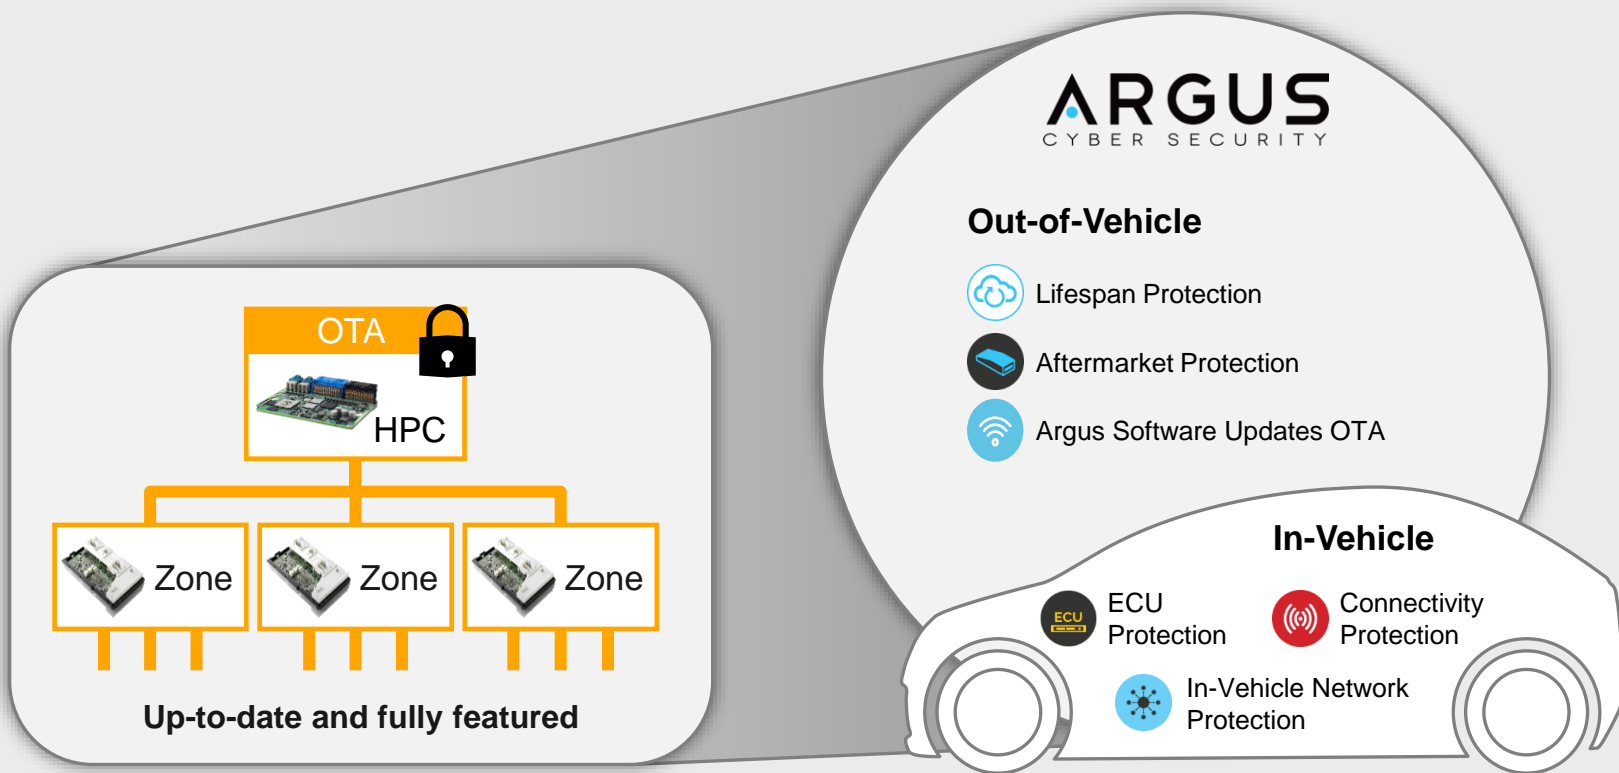 ARGUS
CYBER SECURITY
Out-of-Vehicle
Lifespan Protection
Aftermarket Protection
Argus Software Updates OTA
OTA
HPC
Zone
Zone
Zone
Up-to-date and fully featured
In-Vehicle
ECU
ECU
Protection
Connectivity
Protection
In-Vehicle Network
Protection